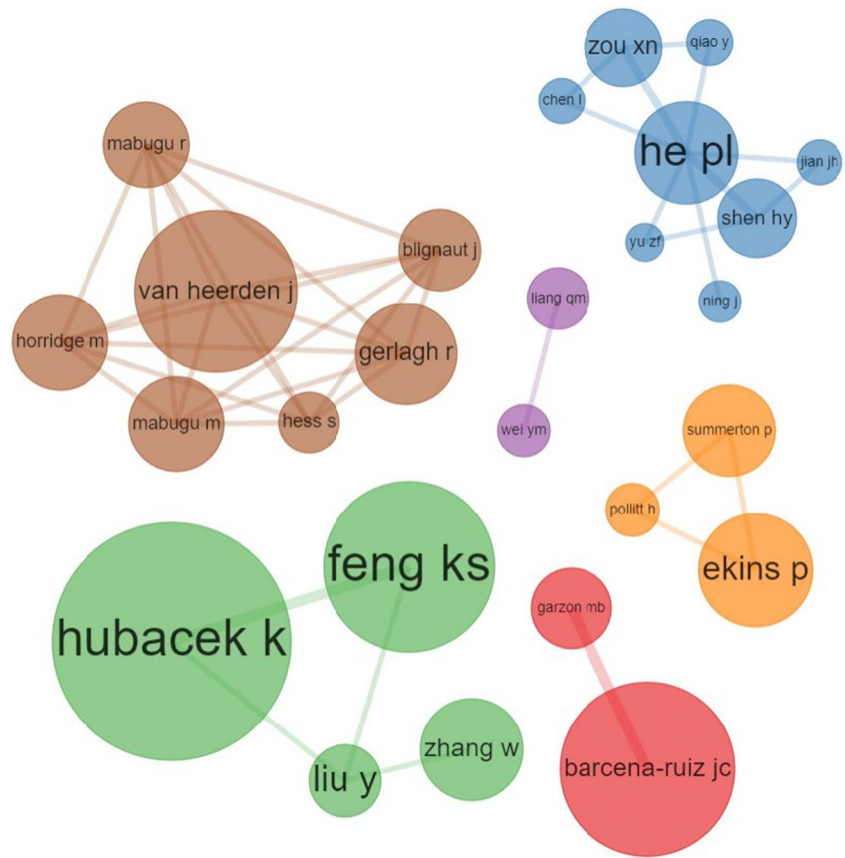 zou xn
qiao y
chen l
he pl
jian jh
shen hy
yu zf
ning j
mabugu r
blignaut j
van heerden j
horridge m
gerlagh r
mabugu m
hess s
liang qm
wei ym
summerton p
pollitt h
ekins p
feng ks
hubacek k
zhang w
liu y
garzon mb
barcena-ruiz jc